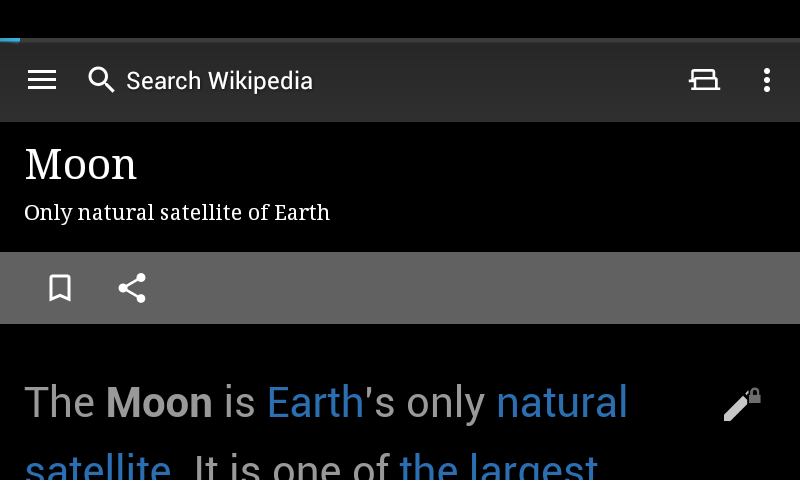 Search Wikipedia
Moon
Only natural satellite of Earth
The Moon is Earth's only natural
satellite. It is one of the largest